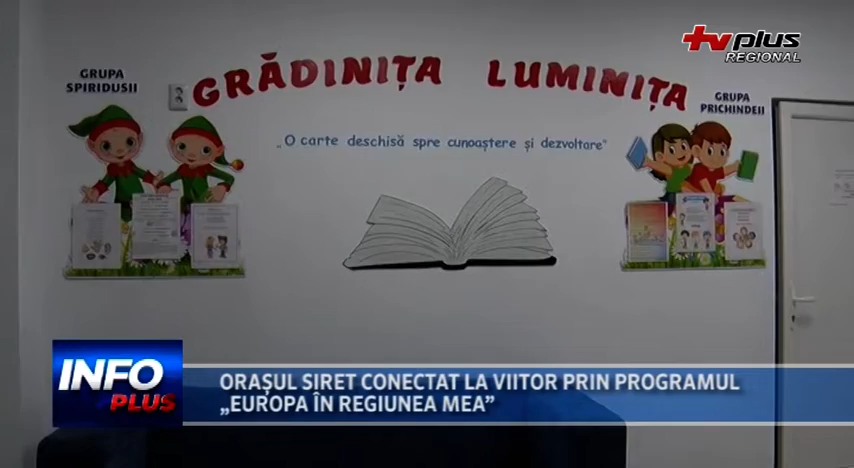 tvplus
REGIONAL
GRUPA
SPIRIDUSII
GRĂDINIȚA LUMINIȚA
GRUPA
PRICHINDEII
„O carte deschisă spre cunoaștere și dezvoltare"
INFO
PLUS
ORAȘUL SIRET CONECTAT LA VIITOR PRIN PROGRAMUL
„EUROPA ÎN REGIUNEA MEA”